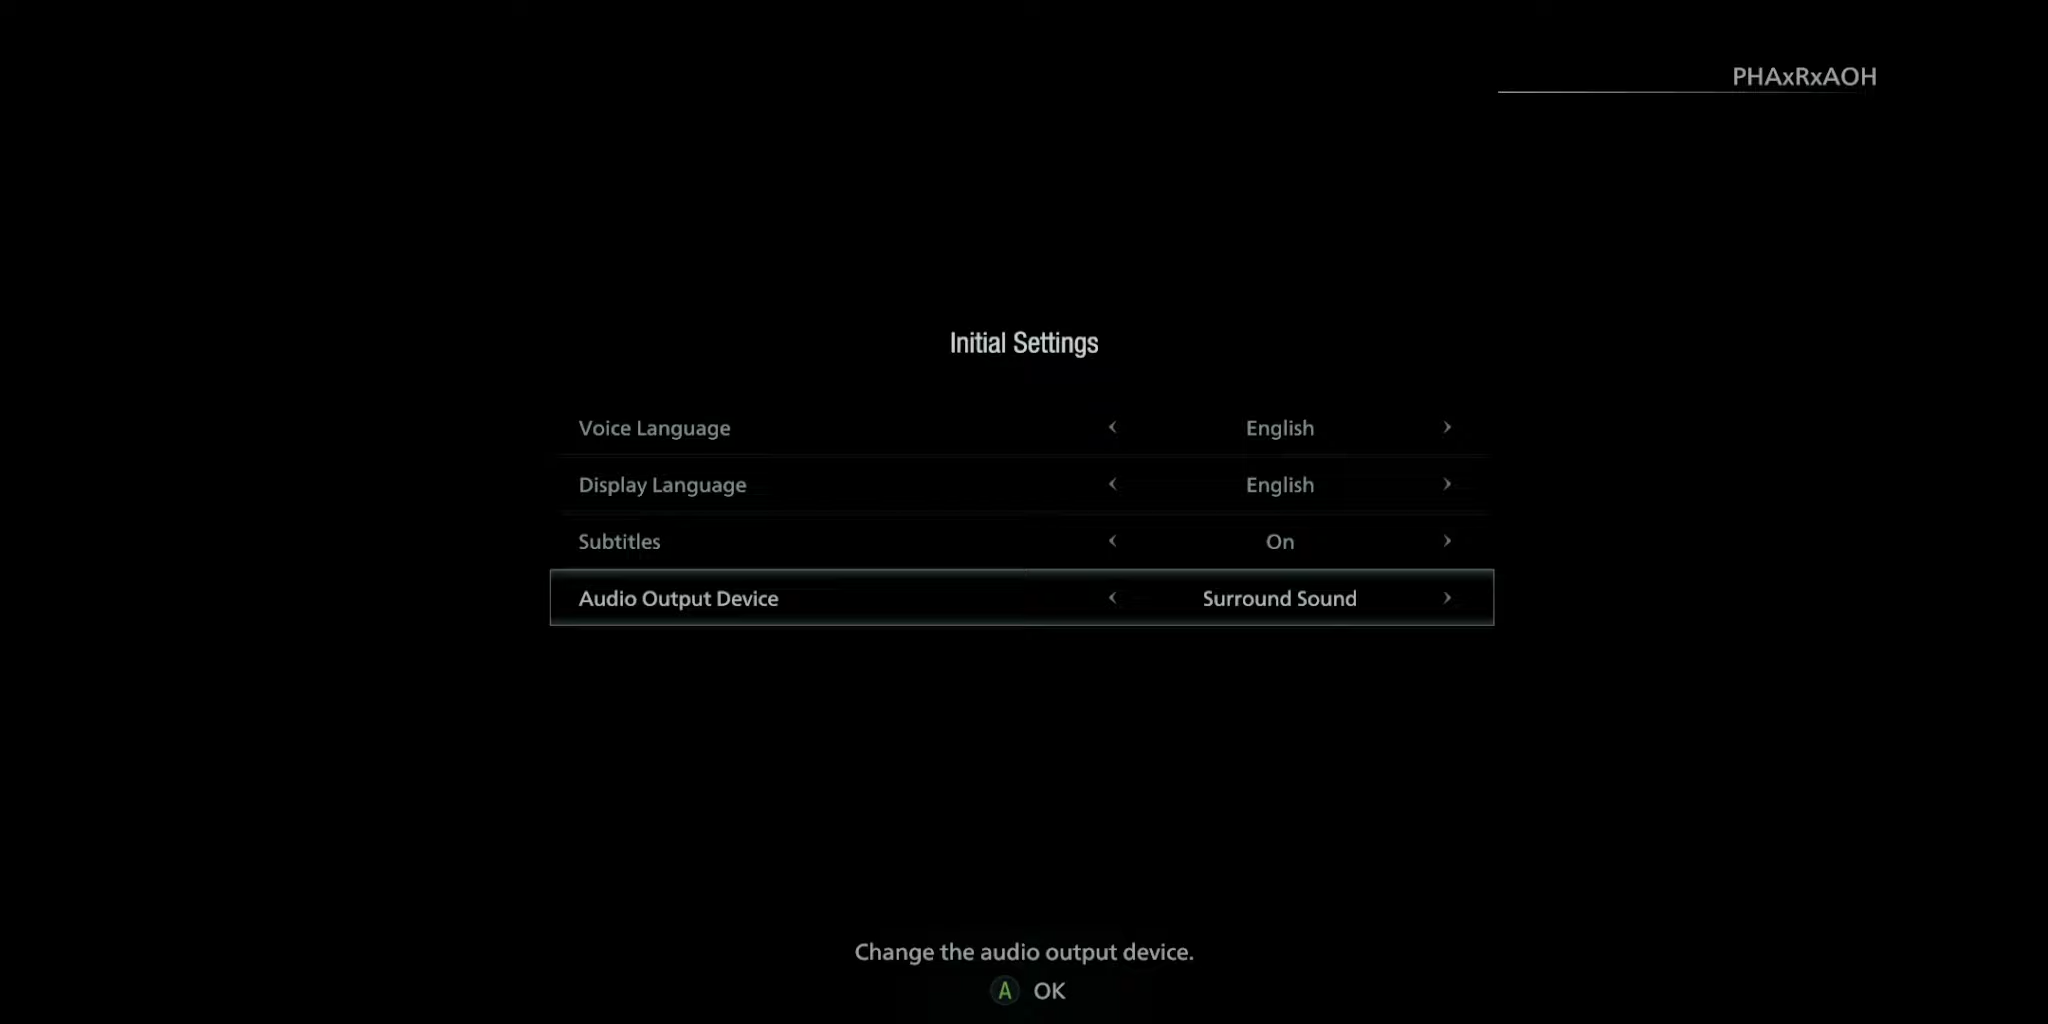 PHAxRxAOH
Initial Settings
Voice Language < English >
Display Language < English >
Subtitles < On >
Audio Output Device < Surround Sound >
Change the audio output device.
A OK